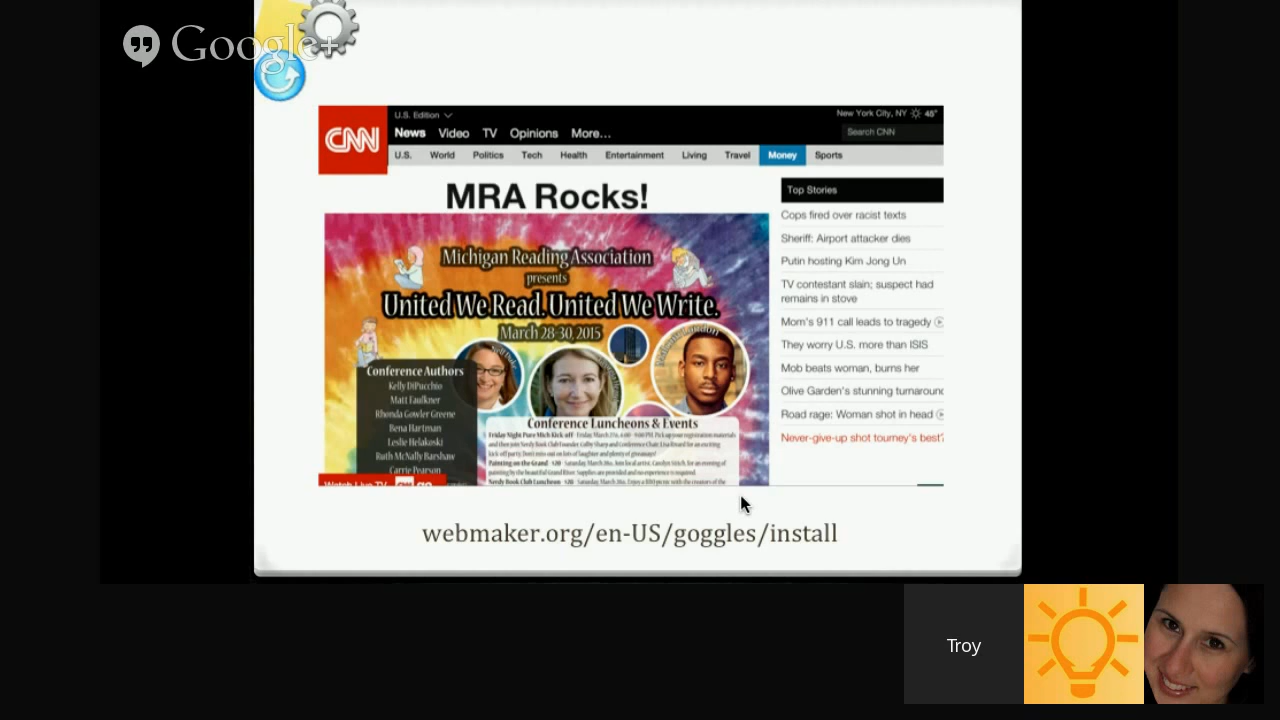 Google+
CNN
U.S. Edition
New York City, NY 45°
News Video TV Opinions More...
Search CNN
U.S. World Politics Tech Health Entertainment Living Travel Money Sports
MRA Rocks!
Michigan Reading Association
presents
United We Read. United We Write.
March 28-30, 2015
Conference Authors
Kelly DiPucchio
Matt Faulkner
Rhonda Gowler Greene
Bena Hartman
Leslie Helakoski
Ruth McNally Barshaw
Carrie Pearson
Conference Luncheons & Events
Watch Live TV CNN go
Top Stories
Cops fired over racist texts
Sheriff: Airport attacker dies
Putin hosting Kim Jong Un
TV contestant slain; suspect had
remains in stove
Mom's 911 call leads to tragedy
They worry U.S. more than ISIS
Mob beats woman, burns her
Olive Garden's stunning turnaround
Road rage: Woman shot in head
Never-give-up shot tourney's best?
webmaker.org/en-US/goggles/install
Troy